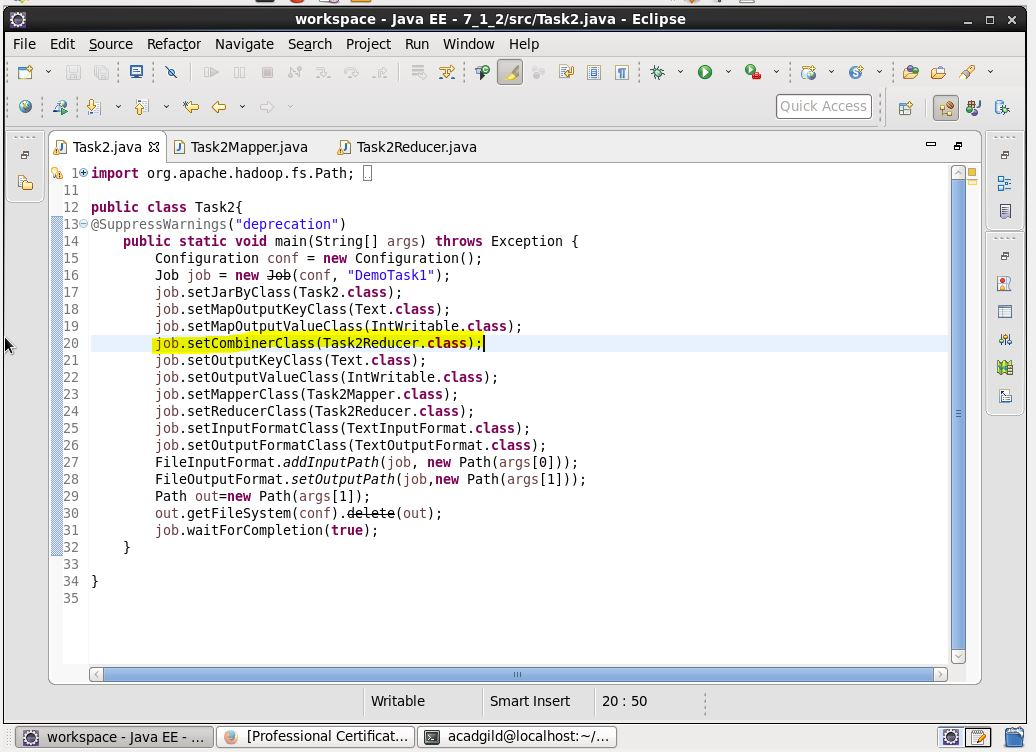 workspace - Java EE - 7_1_2/src/Task2.java - Eclipse
File Edit Source Refactor Navigate Search Project Run Window Help
Quick Access
Task2.java Task2Mapper.java Task2Reducer.java
1 import org.apache.hadoop.fs.Path;
11
12 public class Task2{
13 @SuppressWarnings("deprecation")
14 public static void main(String[] args) throws Exception {
15 Configuration conf = new Configuration();
16 Job job = new Job(conf, "DemoTask1");
17 job.setJarByClass(Task2.class);
18 job.setMapOutputKeyClass(Text.class);
19 job.setMapOutputValueClass(IntWritable.class);
20 job.setCombinerClass(Task2Reducer.class);
21 job.setOutputKeyClass(Text.class);
22 job.setOutputValueClass(IntWritable.class);
23 job.setMapperClass(Task2Mapper.class);
24 job.setReducerClass(Task2Reducer.class);
25 job.setInputFormatClass(TextInputFormat.class);
26 job.setOutputFormatClass(TextOutputFormat.class);
27 FileInputFormat.addInputPath(job, new Path(args[0]));
28 FileOutputFormat.setOutputPath(job,new Path(args[1]));
29 Path out=new Path(args[1]);
30 out.getFileSystem(conf).delete(out);
31 job.waitForCompletion(true);
32 }
33
34 }
35
Writable Smart Insert 20 : 50
workspace - Java EE - ... [Professional Certificat... acadgild@localhost:~/...